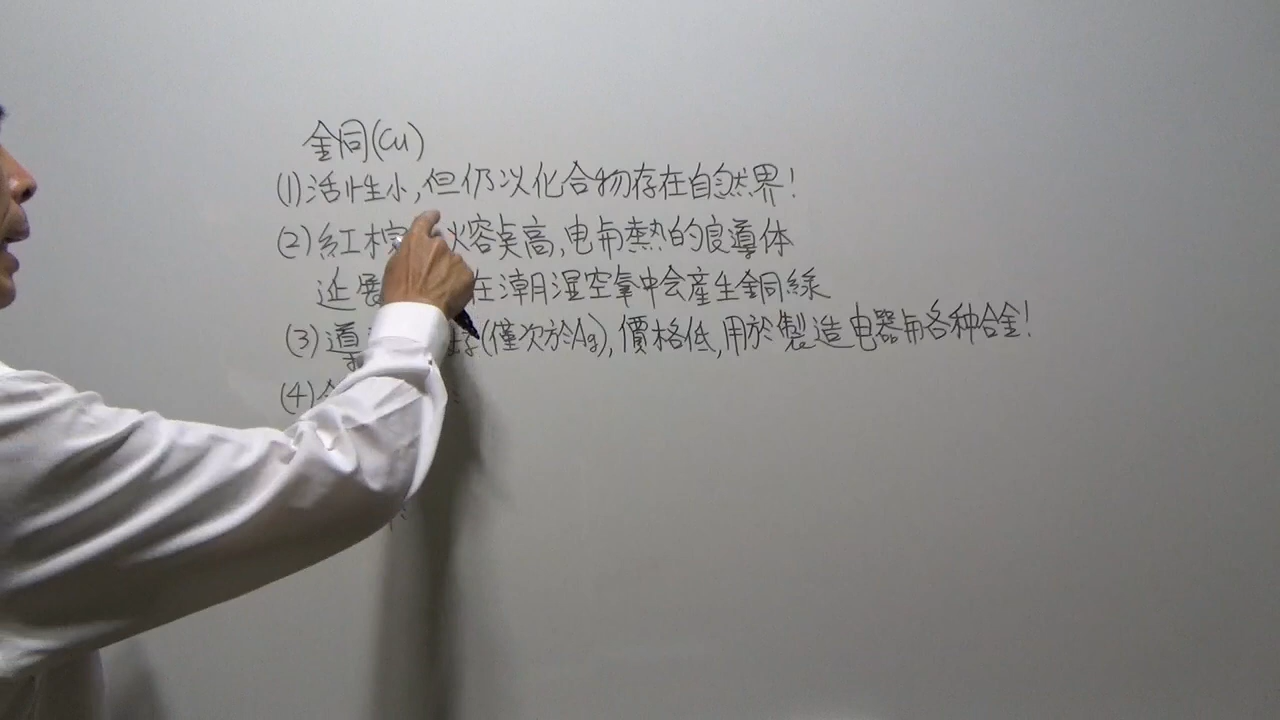 銅(Cu)
(1)活性小,但仍以化合物存在自然界!
(2)紅棕 熔点高,电与熱的良導体
延展 在潮湿空氣中会產生銅綠
(3)導 (僅次於Ag),價格低,用於製造电器与各种合金!
(4)